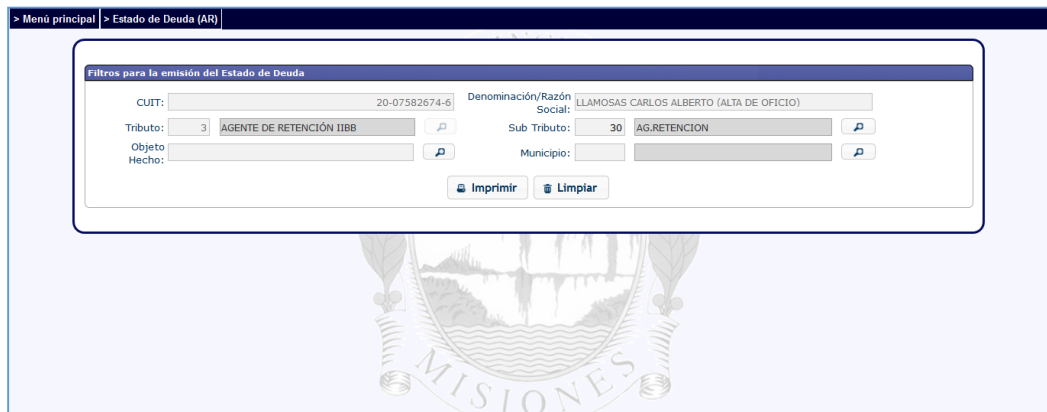 > Menú principal > Estado de Deuda (AR)
Filtros para la emisión del Estado de Deuda
CUIT: 20-07582674-6 Denominación/Razón Social: LLAMOSAS CARLOS ALBERTO (ALTA DE OFICIO)
Tributo: 3 AGENTE DE RETENCIÓN IIBB Sub Tributo: 30 AG.RETENCION
Objeto Hecho: Municipio:
Imprimir Limpiar
MISIONES